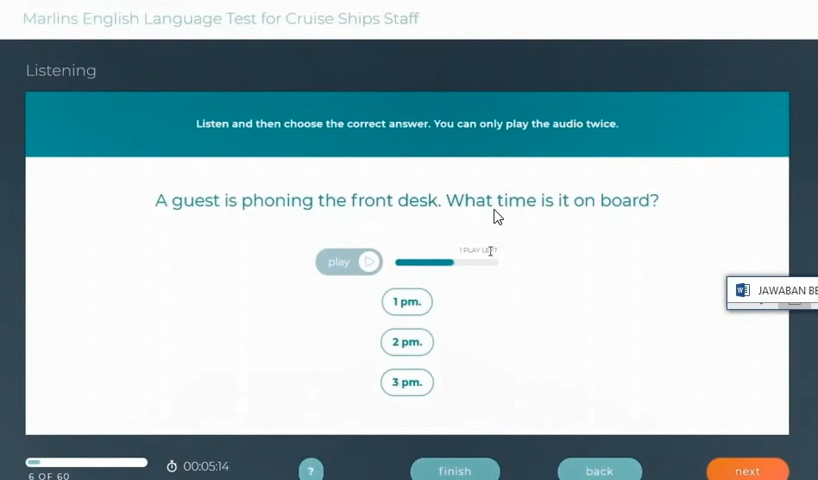 Marlins English Language Test for Cruise Ships Staff
Listening
Listen and then choose the correct answer. You can only play the audio twice.
A guest is phoning the front desk. What time is it on board?
1 PLAY LEFT
play
JAWABAN BE
1 pm.
2 pm.
3 pm.
6 OF 60
00:05:14
?
finish
back
next